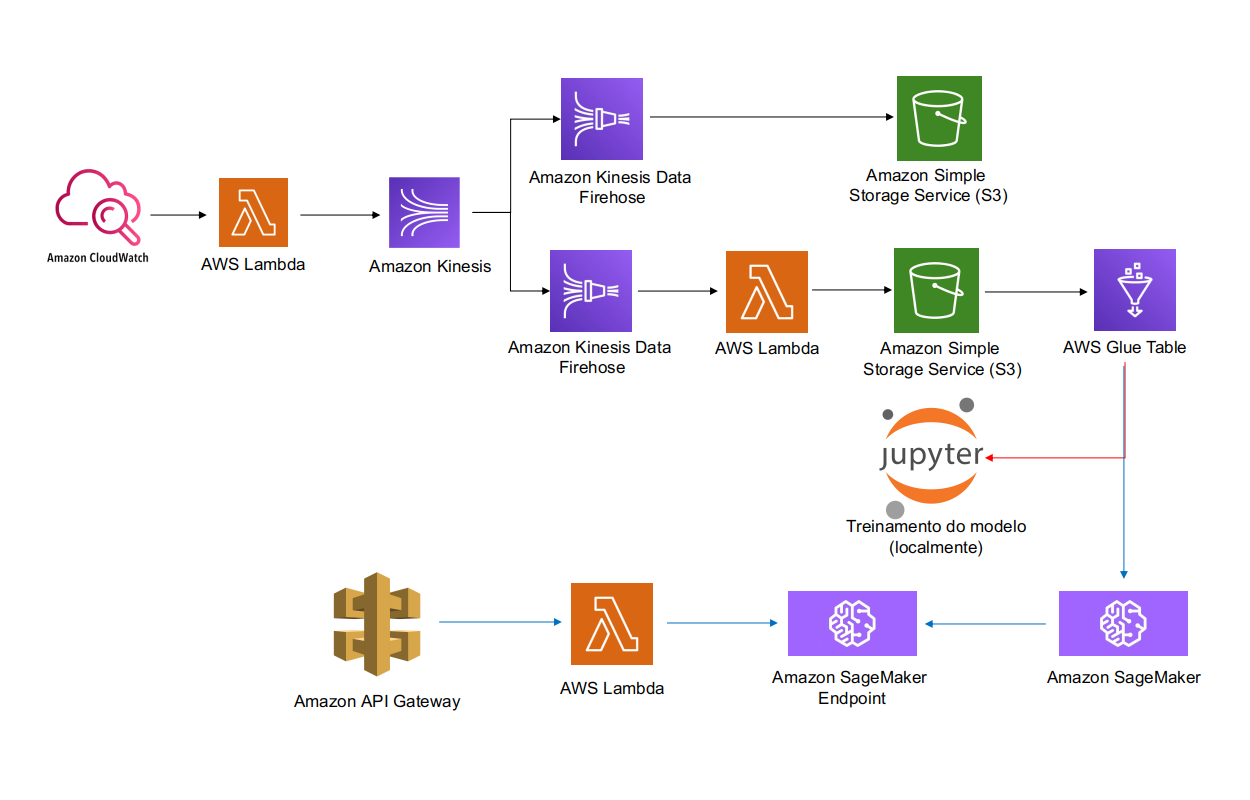 Amazon Kinesis Data
Firehose
Amazon Simple
Storage Service (S3)
Amazon CloudWatch
AWS Lambda
Amazon Kinesis
Amazon Kinesis Data
Firehose
AWS Lambda
Amazon Simple
Storage Service (S3)
AWS Glue Table
jupyter
Treinamento do modelo
(localmente)
Amazon API Gateway
AWS Lambda
Amazon SageMaker
Endpoint
Amazon SageMaker